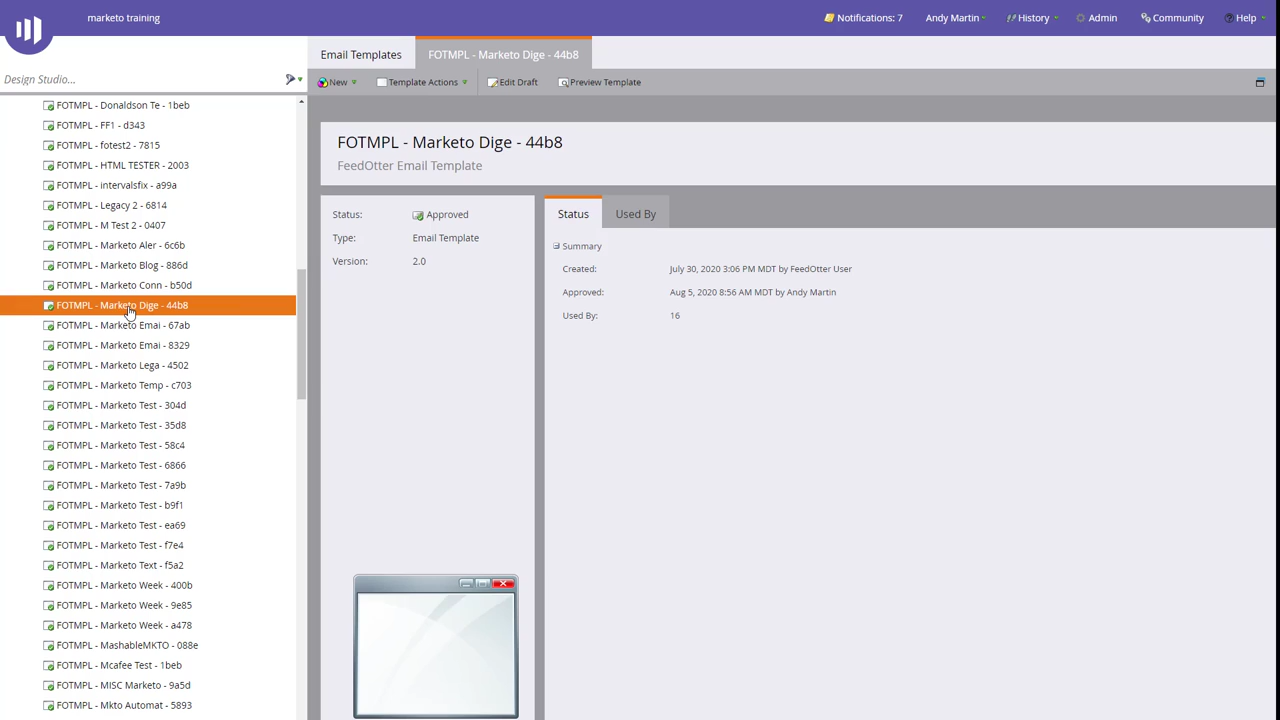 marketo training
Notifications: 7
Andy Martin
History
Admin
Community
Help
Design Studio...
Email Templates
FOTMPL - Marketo Dige - 44b8
New
Template Actions
Edit Draft
Preview Template
FOTMPL - Donaldson Te - 1beb
FOTMPL - FF1 - d343
FOTMPL - fotest2 - 7815
FOTMPL - HTML TESTER - 2003
FOTMPL - intervalsfix - a99a
FOTMPL - Legacy 2 - 6814
FOTMPL - M Test 2 - 0407
FOTMPL - Marketo Aler - 6c6b
FOTMPL - Marketo Blog - 886d
FOTMPL - Marketo Conn - b50d
FOTMPL - Marketo Dige - 44b8
FOTMPL - Marketo Emai - 67ab
FOTMPL - Marketo Emai - 8329
FOTMPL - Marketo Lega - 4502
FOTMPL - Marketo Temp - c703
FOTMPL - Marketo Test - 304d
FOTMPL - Marketo Test - 35d8
FOTMPL - Marketo Test - 58c4
FOTMPL - Marketo Test - 6866
FOTMPL - Marketo Test - 7a9b
FOTMPL - Marketo Test - b9f1
FOTMPL - Marketo Test - ea69
FOTMPL - Marketo Test - f7e4
FOTMPL - Marketo Text - f5a2
FOTMPL - Marketo Week - 400b
FOTMPL - Marketo Week - 9e85
FOTMPL - Marketo Week - a478
FOTMPL - MashableMKTO - 088e
FOTMPL - Mcafee Test - 1beb
FOTMPL - MISC Marketo - 9a5d
FOTMPL - Mkto Automat - 5893
FOTMPL - Marketo Dige - 44b8
FeedOtter Email Template
Status: Approved
Type: Email Template
Version: 2.0
Status
Used By
Summary
Created: July 30, 2020 3:06 PM MDT by FeedOtter User
Approved: Aug 5, 2020 8:56 AM MDT by Andy Martin
Used By: 16